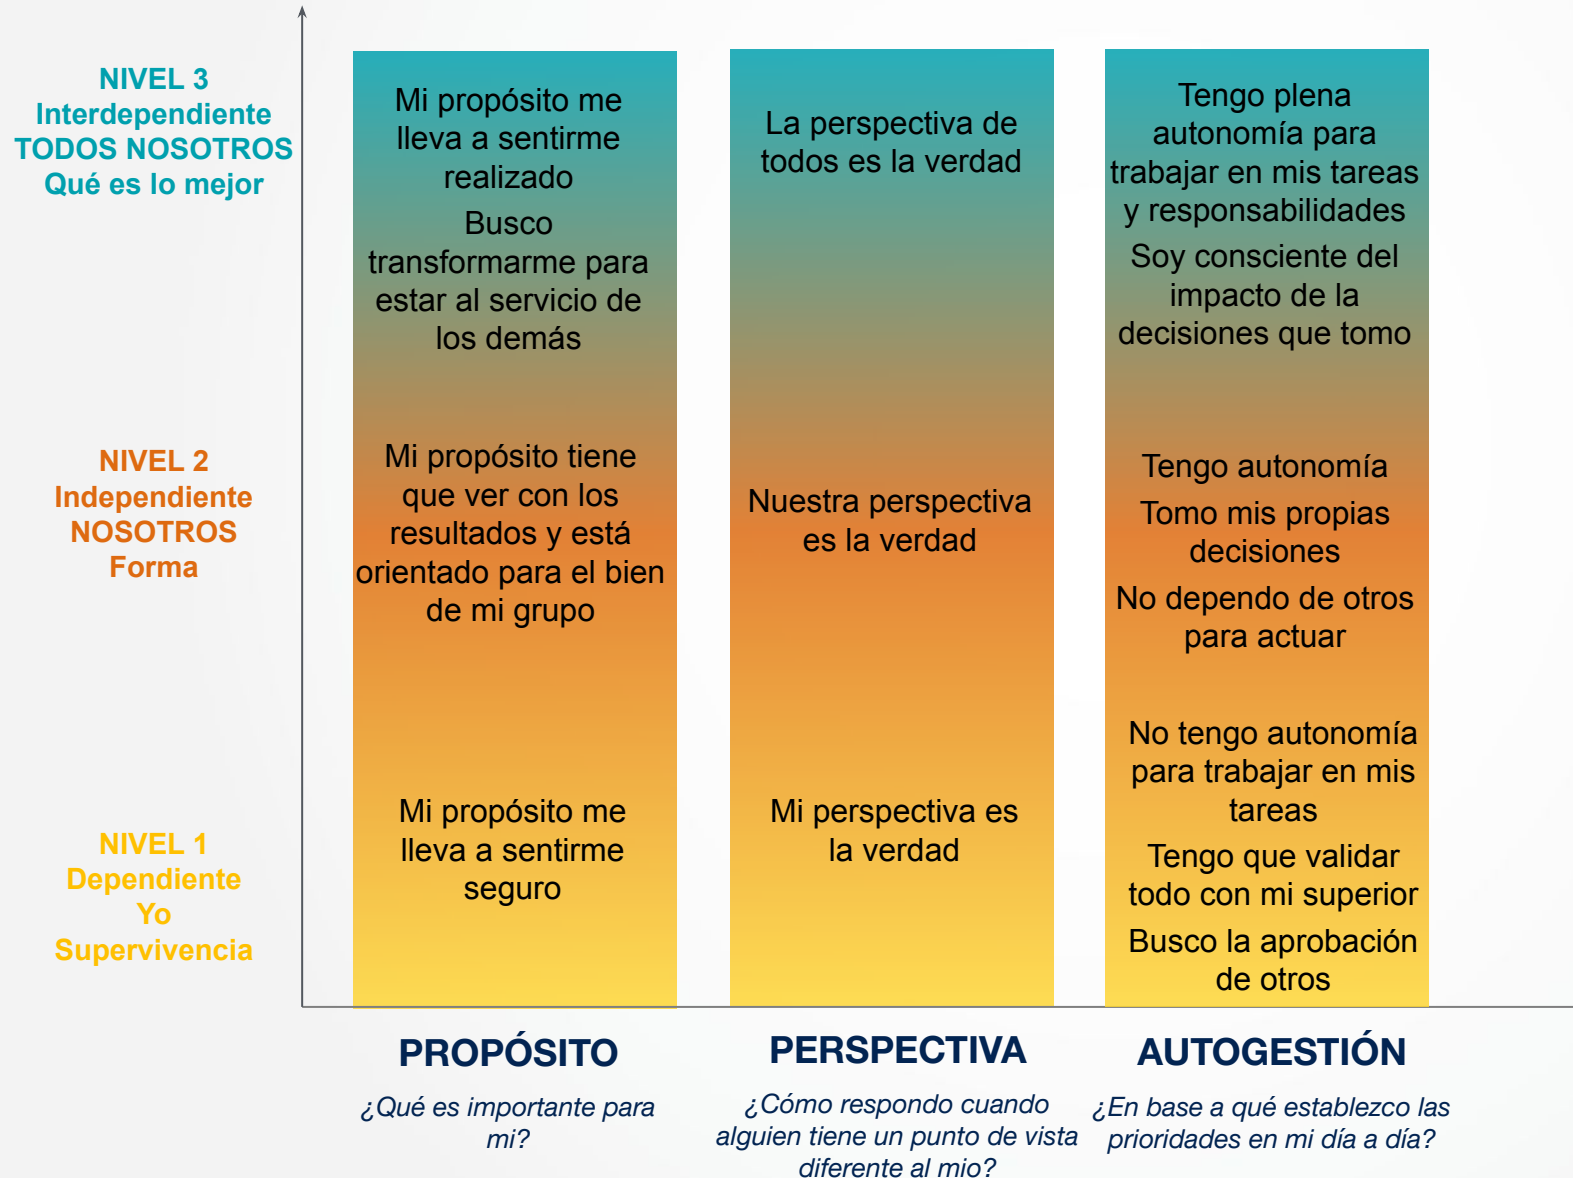 NIVEL 3
Interdependiente
TODOS NOSOTROS
Qué es lo mejor
Mi propósito me
lleva a sentirme
realizado
Busco
transformarme para
estar al servicio de
los demás
La perspectiva de
todos es la verdad
Tengo plena
autonomía para
trabajar en mis tareas
y responsabilidades
Soy consciente del
impacto de la
decisiones que tomo
NIVEL 2
Independiente
NOSOTROS
Forma
Mi propósito tiene
que ver con los
resultados y está
orientado para el bien
de mi grupo
Nuestra perspectiva
es la verdad
Tengo autonomía
Tomo mis propias
decisiones
No dependo de otros
para actuar
NIVEL 1
Dependiente
Yo
Supervivencia
Mi propósito me
lleva a sentirme
seguro
Mi perspectiva es
la verdad
No tengo autonomía
para trabajar en mis
tareas
Tengo que validar
todo con mi superior
Busco la aprobación
de otros
PROPÓSITO
¿Qué es importante para
mi?
PERSPECTIVA
¿Cómo respondo cuando
alguien tiene un punto de vista
diferente al mio?
AUTOGESTIÓN
¿En base a qué establezco las
prioridades en mi día a día?